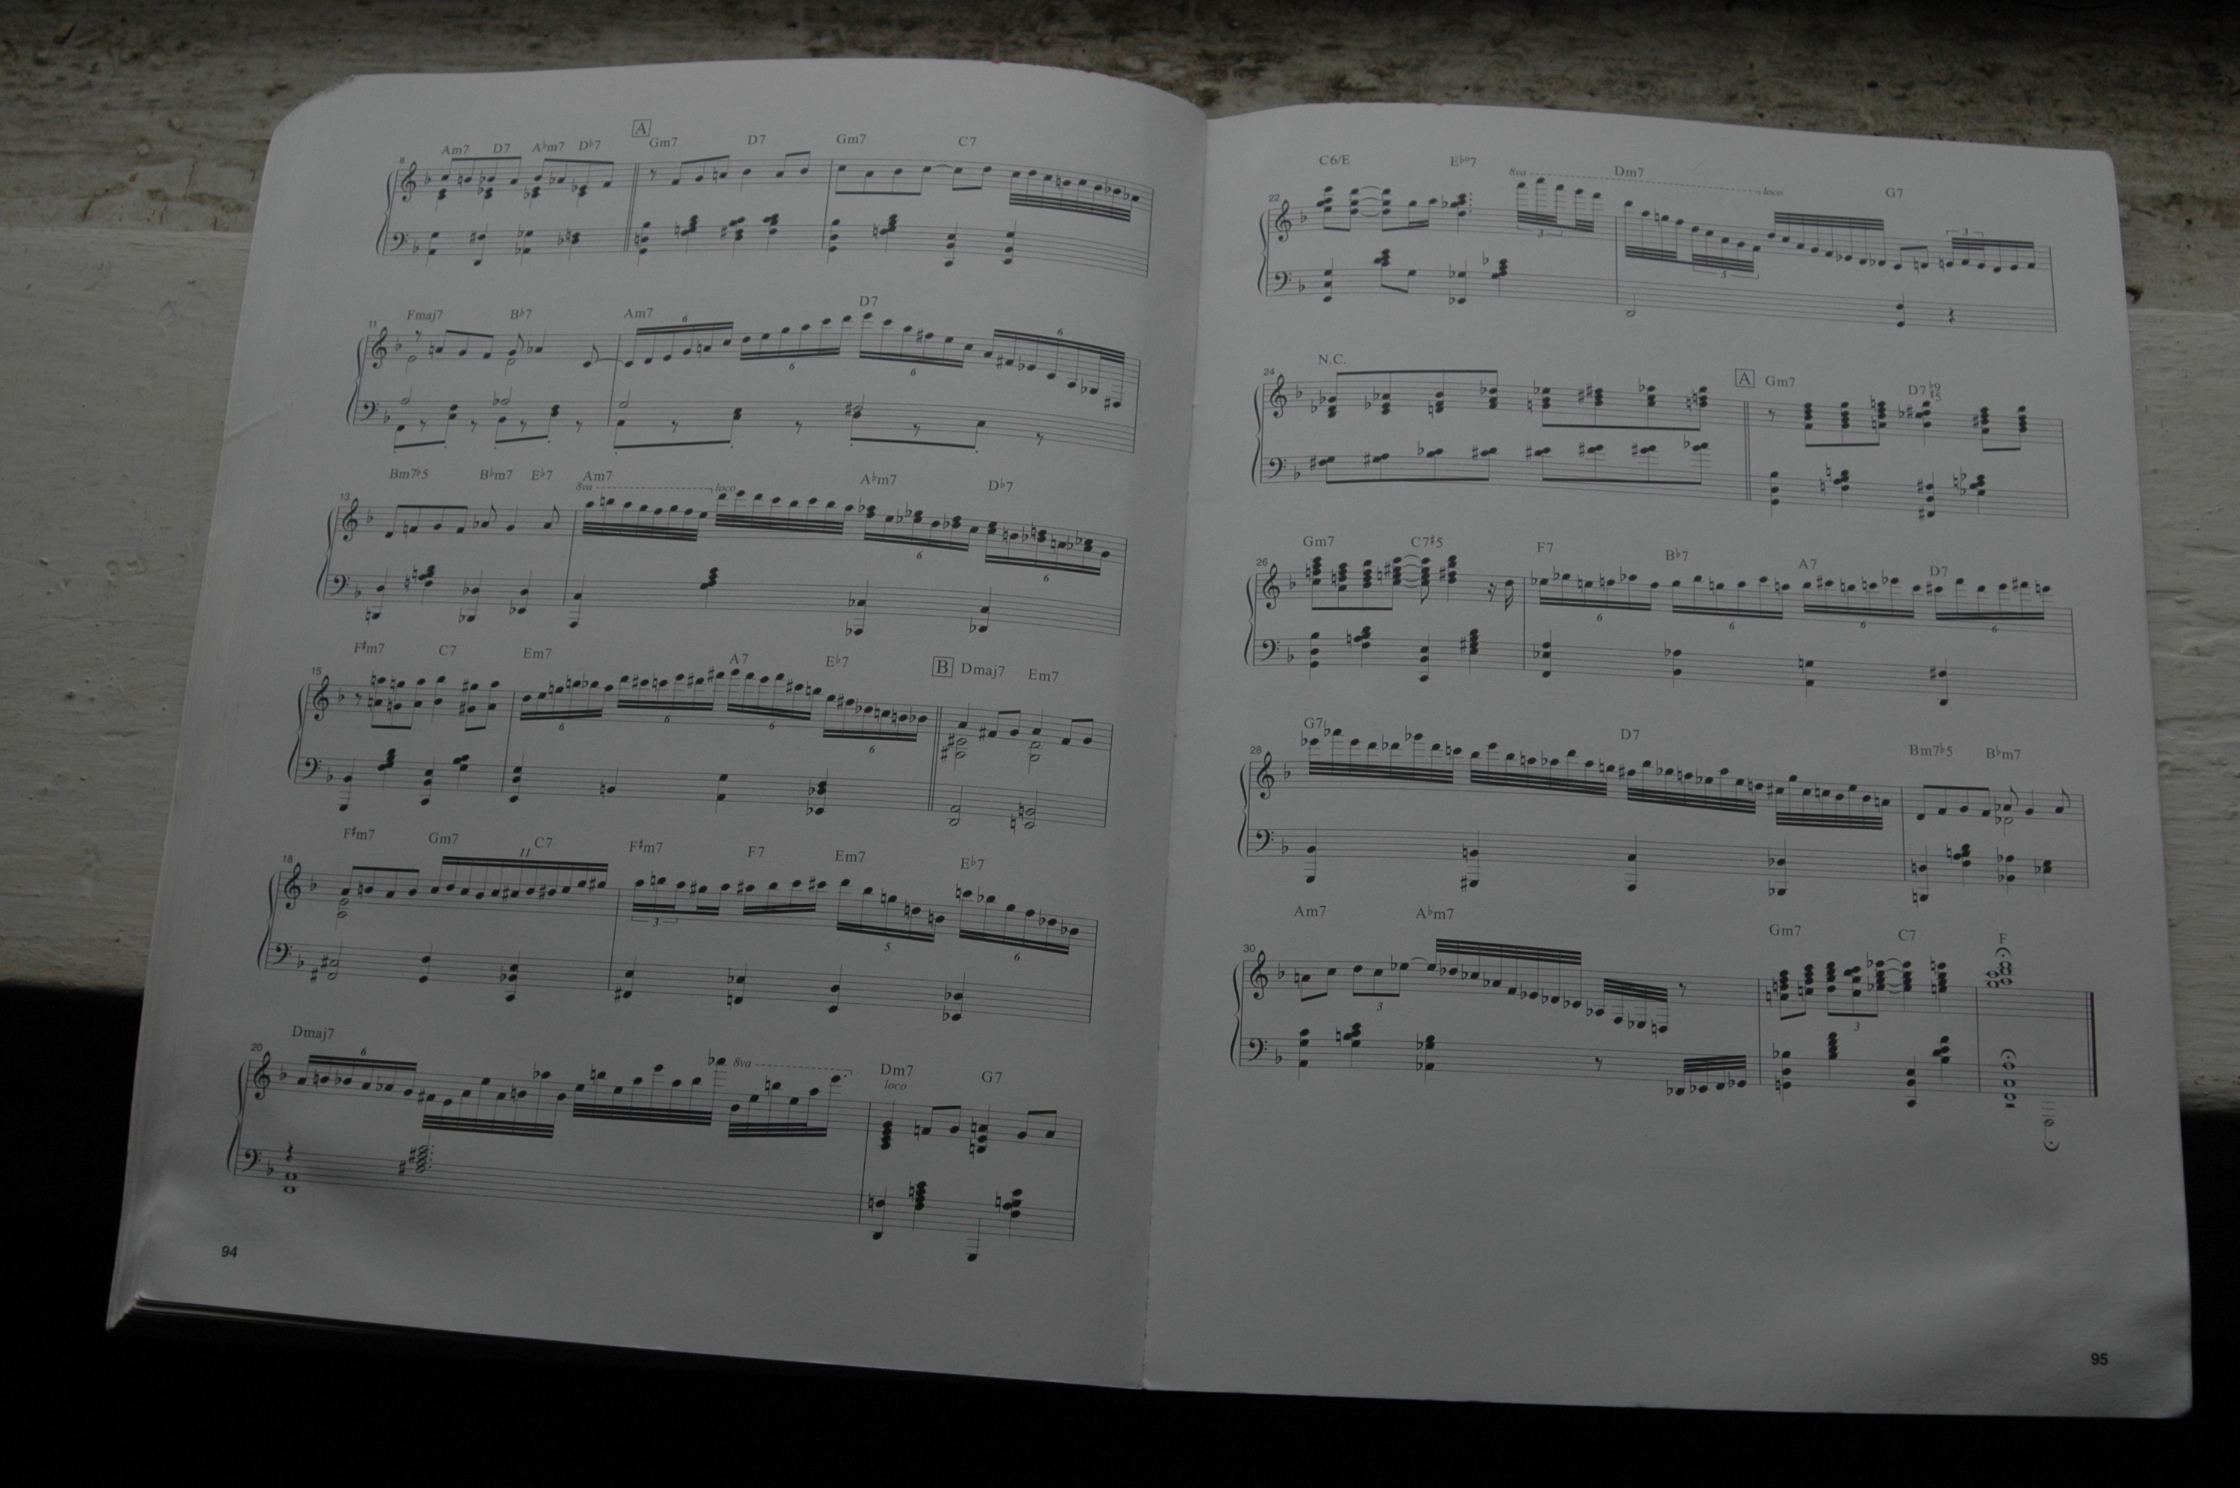 A
8 Am7 D7 A♭m7 D♭7 Gm7 D7 Gm7 C7
11 Fmaj7 B♭7 Am7 6 D7 6
6 6
13 Bm7♭5 B♭m7 E♭7 Am7 A♭m7 D♭7
8va loco
6 6
15 F♯m7 C7 Em7 A7 E♭7 B Dmaj7 Em7
6 6 6 6
18 F♯m7 Gm7 C7 F♯m7 F7 Em7 E♭7
11
3 5 6
20 Dmaj7 Dm7 G7
6 8va loco
94
22 C6/E E♭°7 Dm7 G7
8va loco
3 5 3
24 N.C. A Gm7 D7♭9♯5
26 Gm7 C7♯5 F7 B♭7 A7 D7
6 6 6 6
28 G7 D7 Bm7♭5 B♭m7
30 Am7 A♭m7 Gm7 C7 F
3 3
95